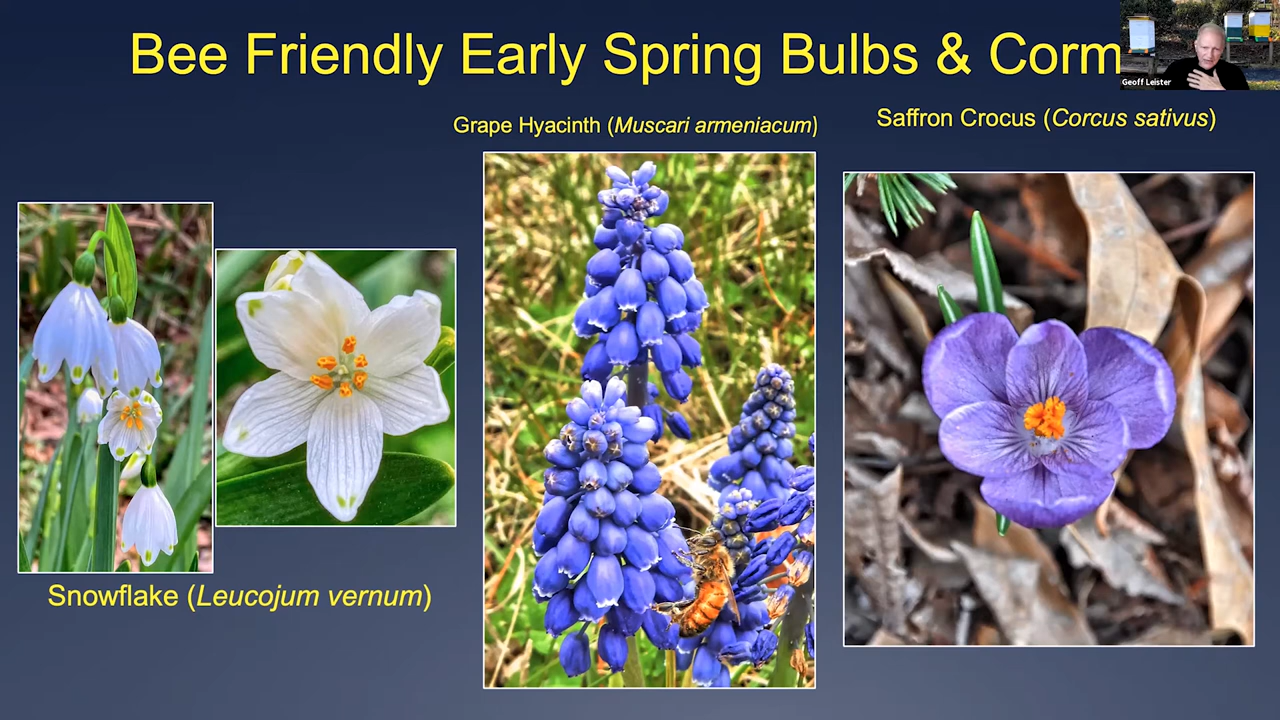 Bee Friendly Early Spring Bulbs & Corm
Geoff Leister
Grape Hyacinth (Muscari armeniacum)
Saffron Crocus (Corcus sativus)
Snowflake (Leucojum vernum)